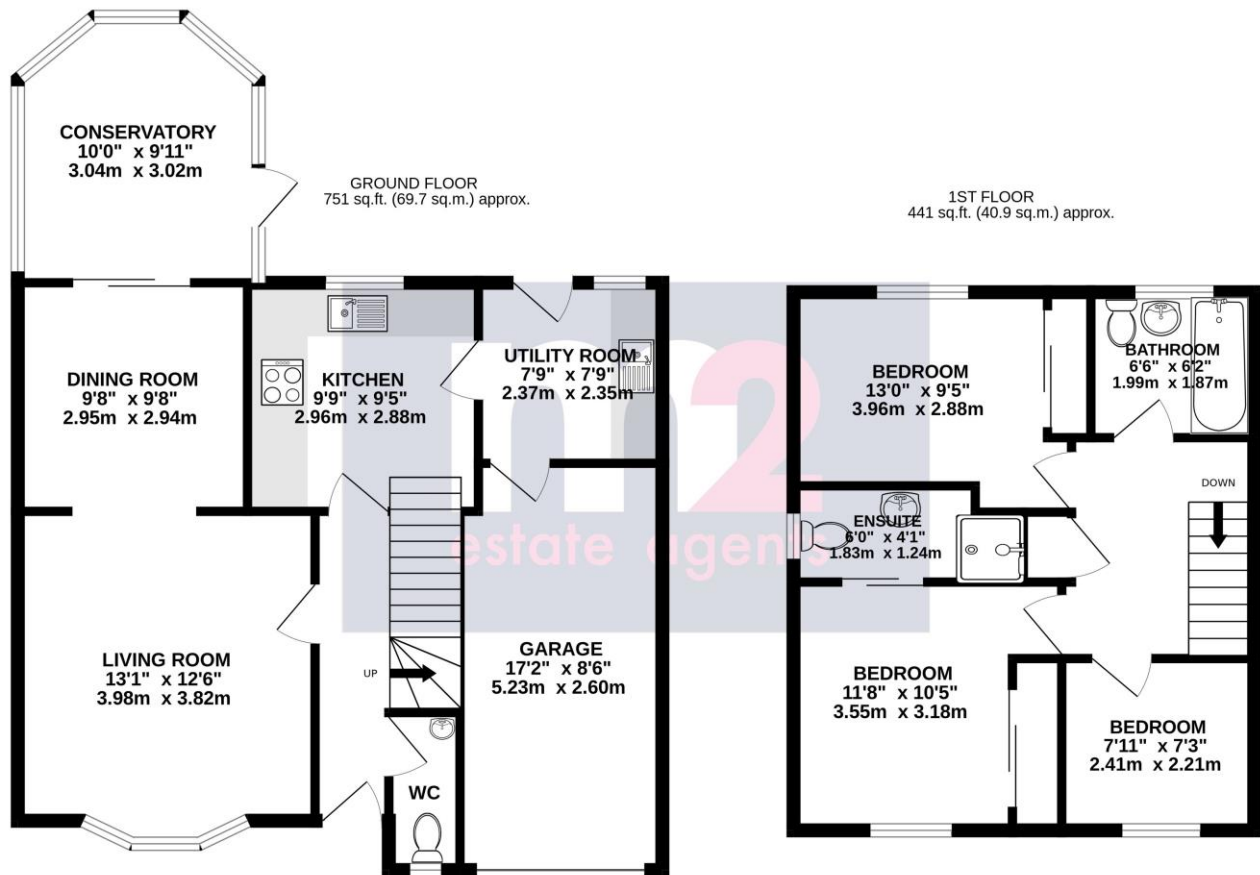 CONSERVATORY
10'0" x 9'11"
3.04m x 3.02m
GROUND FLOOR
751 sq.ft. (69.7 sq.m.) approx.
DINING ROOM
9'8" x 9'8"
2.95m x 2.94m
KITCHEN
9'9" x 9'5"
2.96m x 2.88m
UTILITY ROOM
7'9" x 7'9"
2.37m x 2.35m
LIVING ROOM
13'1" x 12'6"
3.98m x 3.82m
UP
GARAGE
17'2" x 8'6"
5.23m x 2.60m
WC
m2
estate agents
1ST FLOOR
441 sq.ft. (40.9 sq.m.) approx.
BEDROOM
13'0" x 9'5"
3.96m x 2.88m
BATHROOM
6'6" x 6'2"
1.99m x 1.87m
DOWN
ENSUITE
6'0" x 4'1"
1.83m x 1.24m
BEDROOM
11'8" x 10'5"
3.55m x 3.18m
BEDROOM
7'11" x 7'3"
2.41m x 2.21m